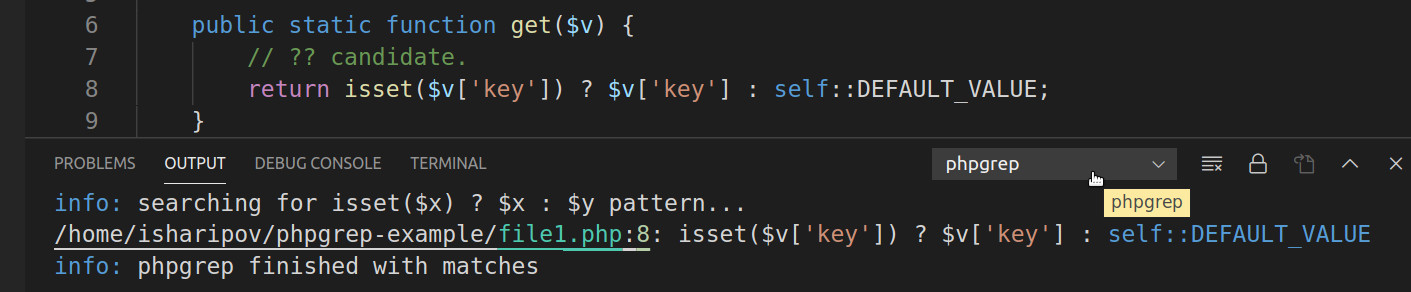 6 public static function get($v) {
7 // ?? candidate.
8 return isset($v['key']) ? $v['key'] : self::DEFAULT_VALUE;
9 }
PROBLEMS OUTPUT DEBUG CONSOLE TERMINAL phpgrep
phpgrep
info: searching for isset($x) ? $x : $y pattern...
/home/isharipov/phpgrep-example/file1.php:8: isset($v['key']) ? $v['key'] : self::DEFAULT_VALUE
info: phpgrep finished with matches